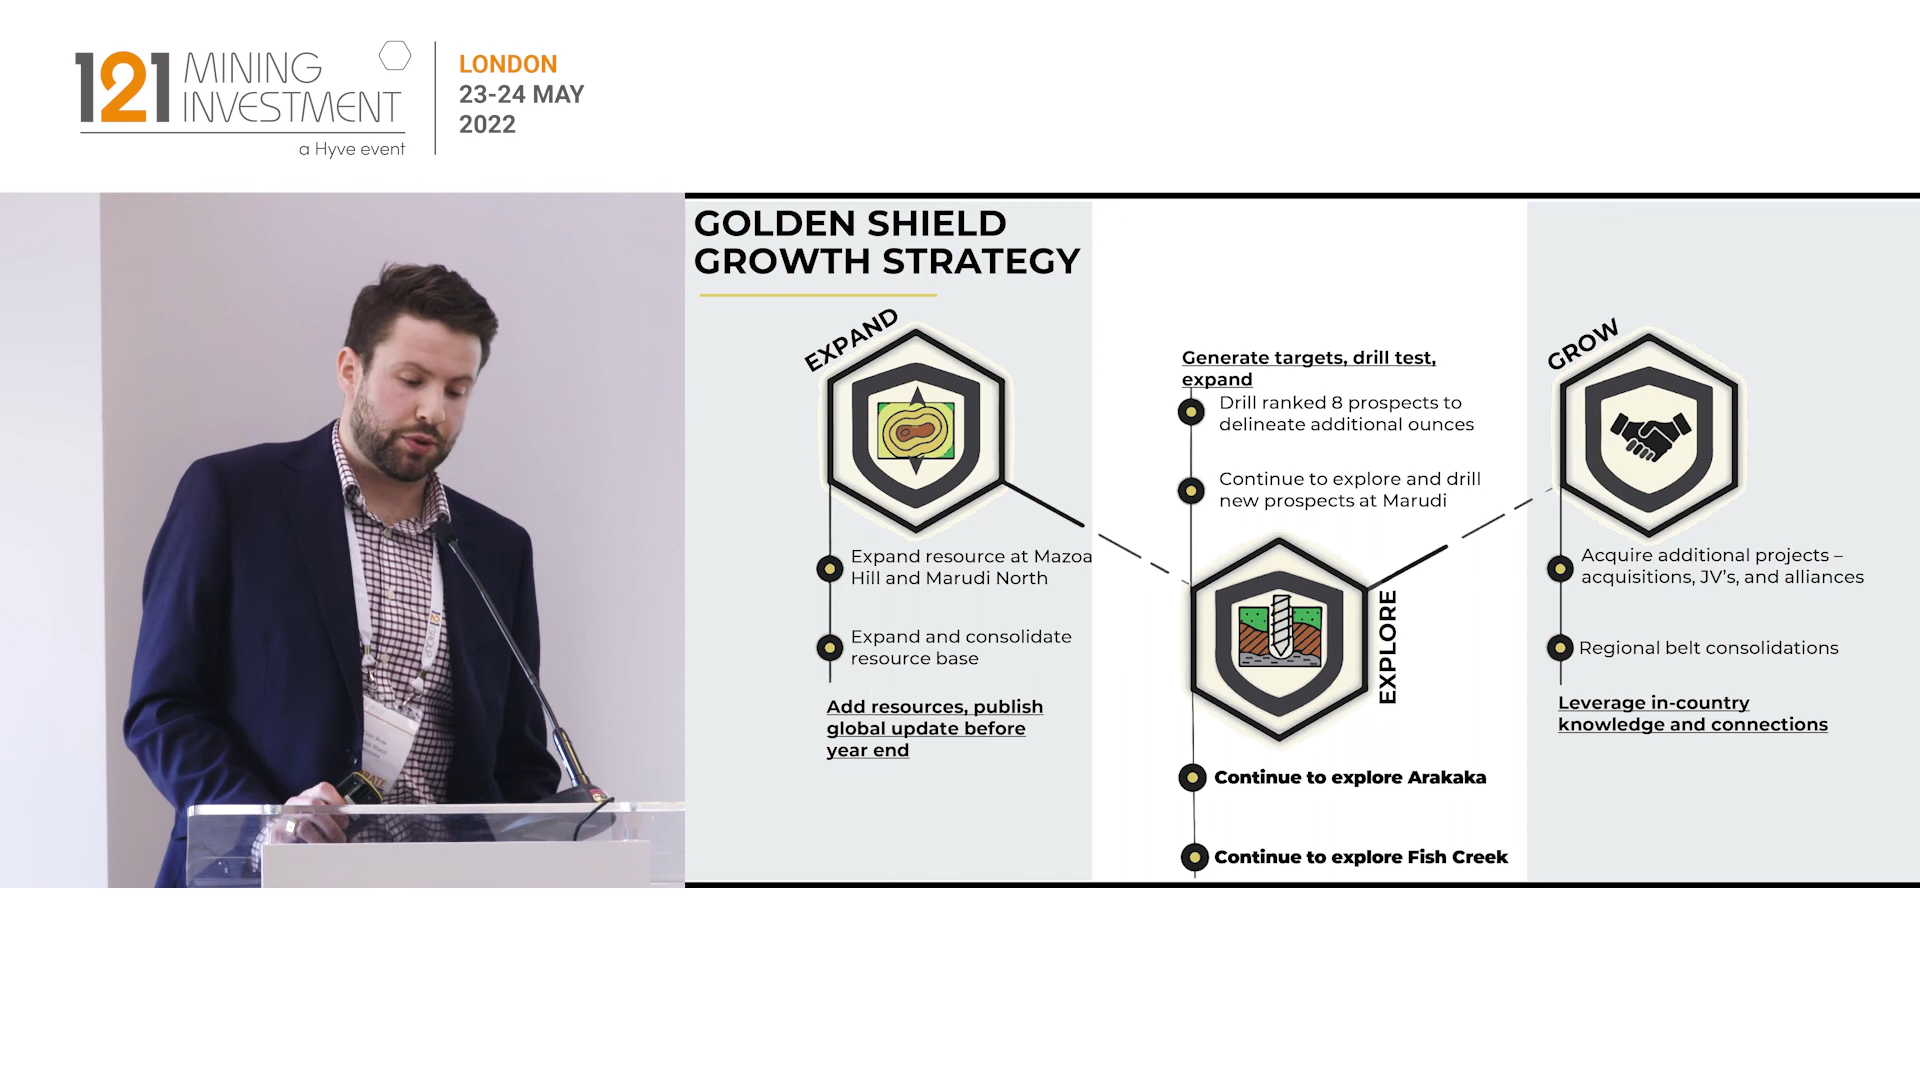 121 MINING
INVESTMENT
a Hyve event
LONDON
23-24 MAY
2022
GOLDEN SHIELD
GROWTH STRATEGY
EXPAND
Expand resource at Mazoa
Hill and Marudi North
Expand and consolidate
resource base
Add resources, publish
global update before
year end
Generate targets, drill test,
expand
Drill ranked 8 prospects to
delineate additional ounces
Continue to explore and drill
new prospects at Marudi
EXPLORE
Continue to explore Arakaka
Continue to explore Fish Creek
GROW
Acquire additional projects –
acquisitions, JV's, and alliances
Regional belt consolidations
Leverage in-country
knowledge and connections
121